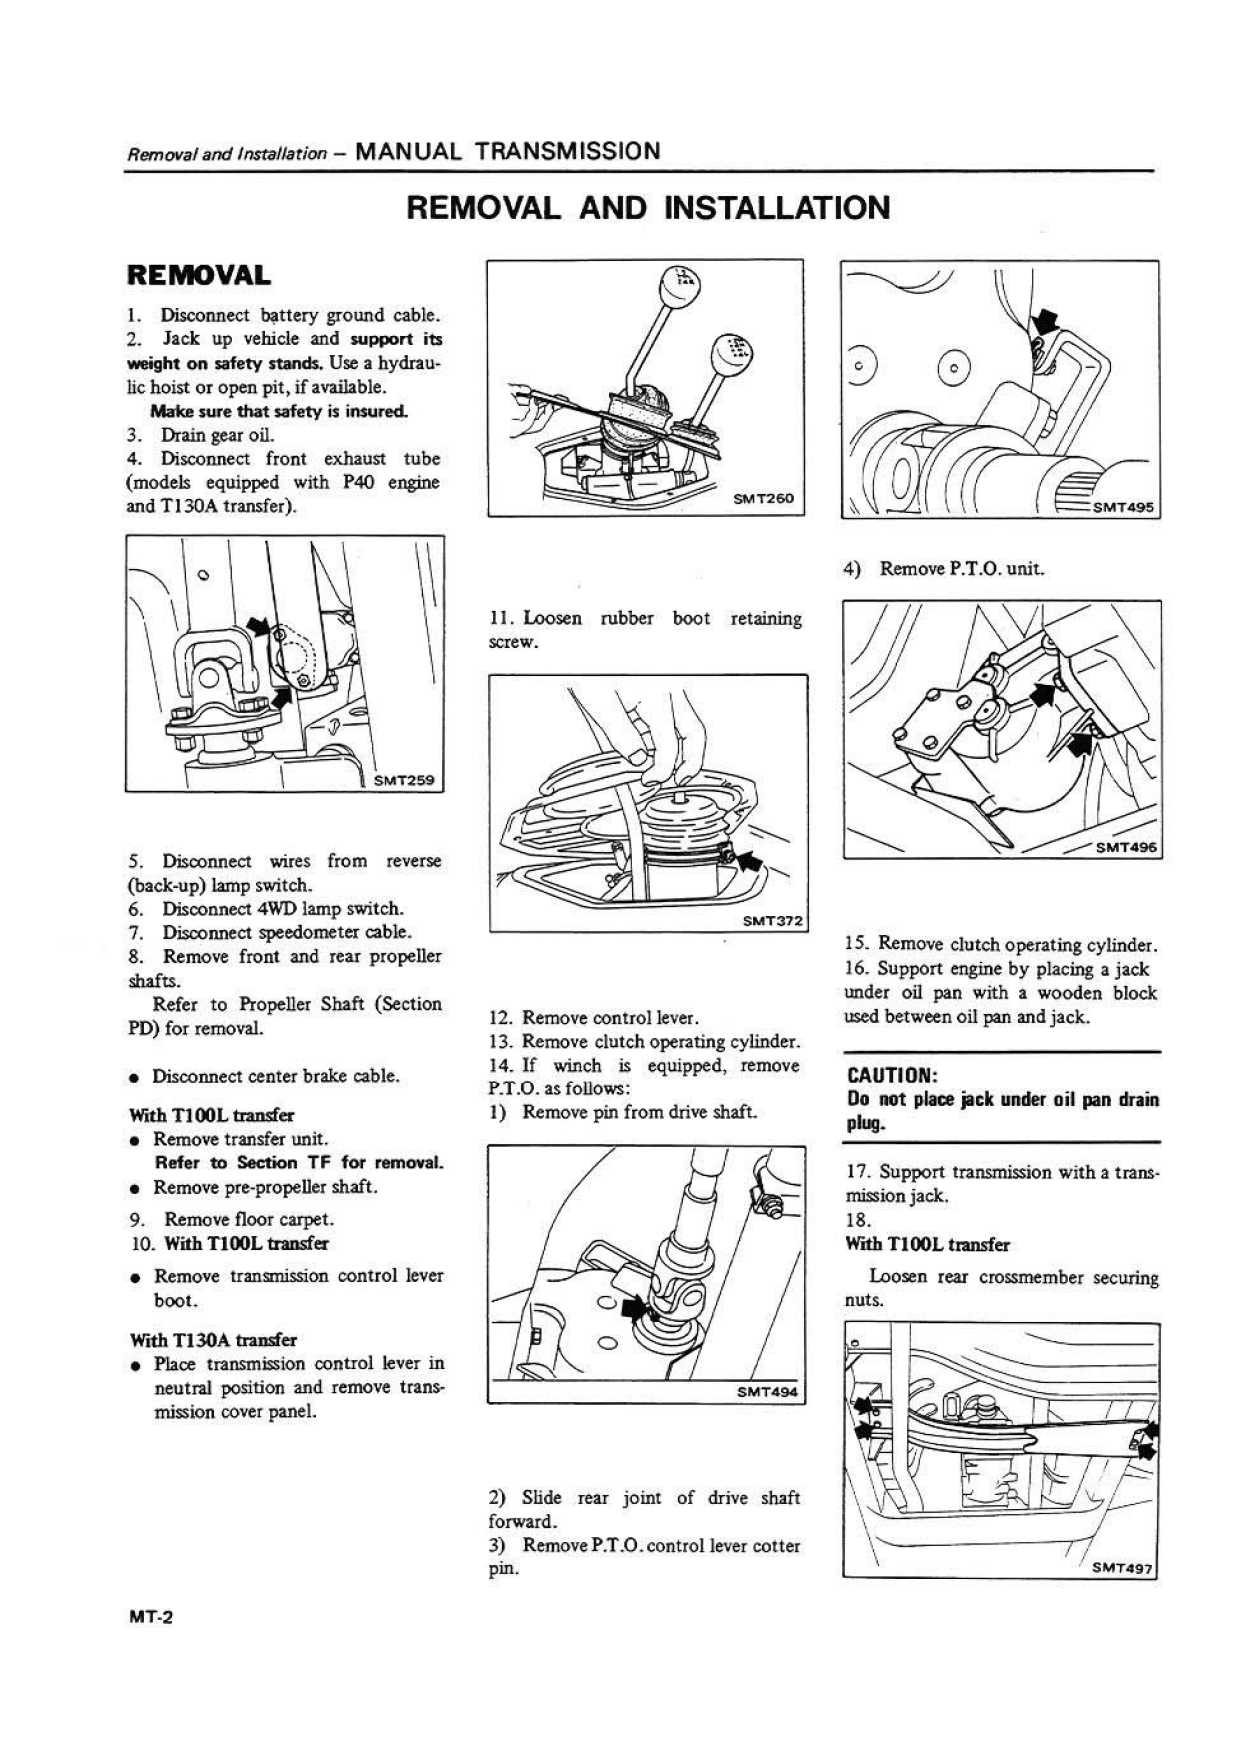 Removal and Installation – MANUAL TRANSMISSION
REMOVAL AND INSTALLATION
REMOVAL
1. Disconnect battery ground cable.
2. Jack up vehicle and support its
weight on safety stands. Use a hydrau-
lic hoist or open pit, if available.
Make sure that safety is insured.
3. Drain gear oil.
4. Disconnect front exhaust tube
(models equipped with P40 engine
and T130A transfer).
SMT259
5. Disconnect wires from reverse
(back-up) lamp switch.
6. Disconnect 4WD lamp switch.
7. Disconnect speedometer cable.
8. Remove front and rear propeller
shafts.
Refer to Propeller Shaft (Section
PD) for removal.
● Disconnect center brake cable.
With T100L transfer
● Remove transfer unit.
Refer to Section TF for removal.
● Remove pre-propeller shaft.
9. Remove floor carpet.
10. With T100L transfer
● Remove transmission control lever
boot.
With T130A transfer
● Place transmission control lever in
neutral position and remove trans-
mission cover panel.
SMT260
11. Loosen rubber boot retaining
screw.
SMT372
12. Remove control lever.
13. Remove clutch operating cylinder.
14. If winch is equipped, remove
P.T.O. as follows:
1) Remove pin from drive shaft.
SMT494
2) Slide rear joint of drive shaft
forward.
3) Remove P.T.O. control lever cotter
pin.
SMT495
4) Remove P.T.O. unit.
SMT496
15. Remove clutch operating cylinder.
16. Support engine by placing a jack
under oil pan with a wooden block
used between oil pan and jack.
CAUTION:
Do not place jack under oil pan drain
plug.
17. Support transmission with a trans-
mission jack.
18.
With T100L transfer
Loosen rear crossmember securing
nuts.
SMT497
MT-2